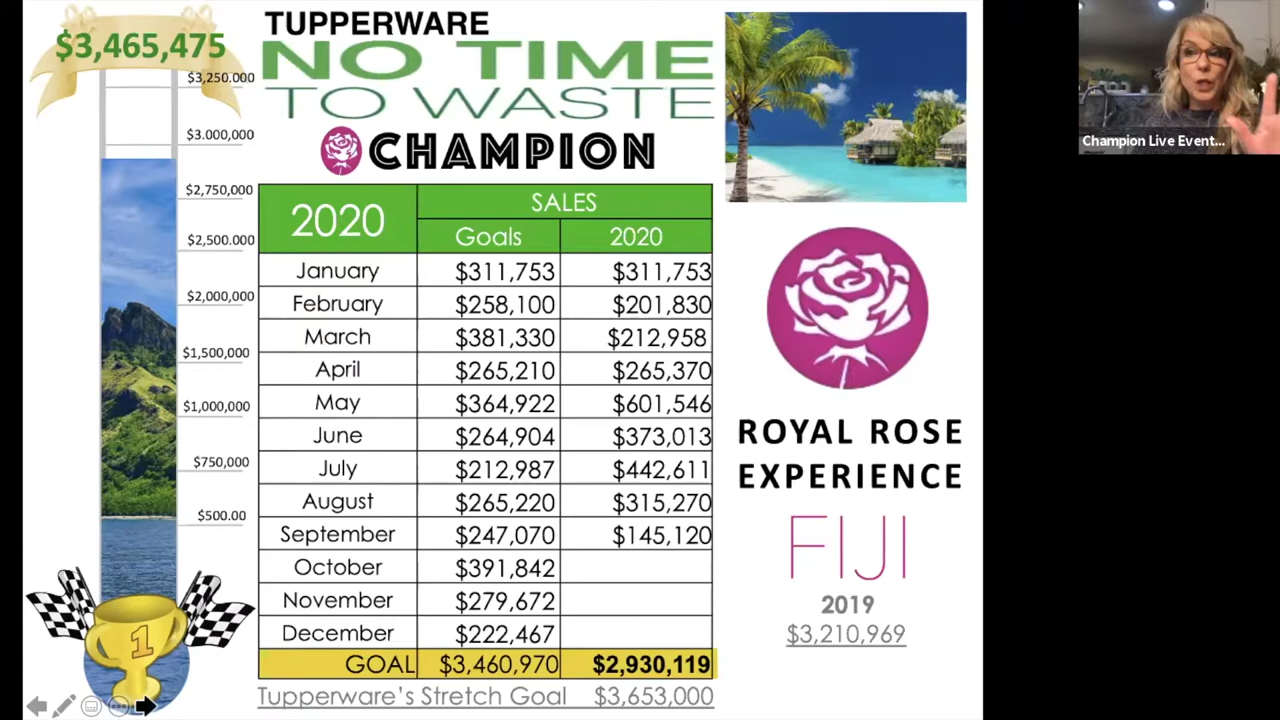 $3,465,475
$3,250.000
$3.000,000
$2,750,000
$2,500.000
$2,000,000
$1,500,000
$1,000,000
$750,000
$500.00
1
TUPPERWARE
NO TIME
TO WASTE
CHAMPION
2020 SALES
Goals 2020
January $311,753 $311,753
February $258,100 $201,830
March $381,330 $212,958
April $265,210 $265,370
May $364,922 $601,546
June $264,904 $373,013
July $212,987 $442,611
August $265,220 $315,270
September $247,070 $145,120
October $391,842
November $279,672
December $222,467
GOAL $3,460,970 $2,930,119
Tupperware's Stretch Goal $3,653,000
ROYAL ROSE
EXPERIENCE
FIJI
2019
$3,210,969
Champion Live Event...